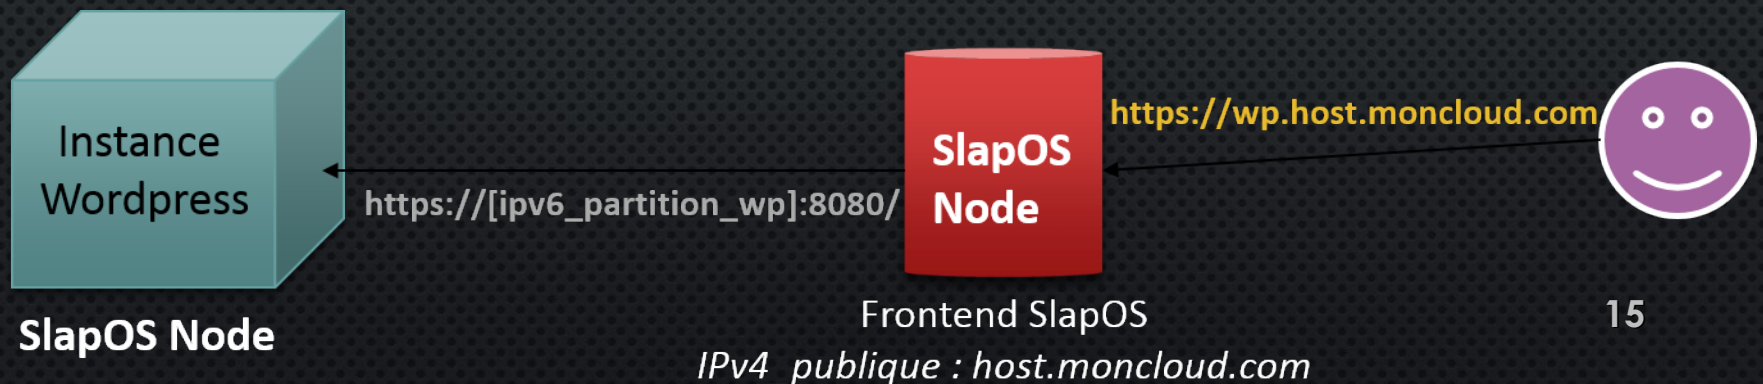 Instance
Wordpress
SlapOS Node
https://[ipv6_partition_wp]:8080/
SlapOS
Node
https://wp.host.moncloud.com
Frontend SlapOS
IPv4 publique : host.moncloud.com
15